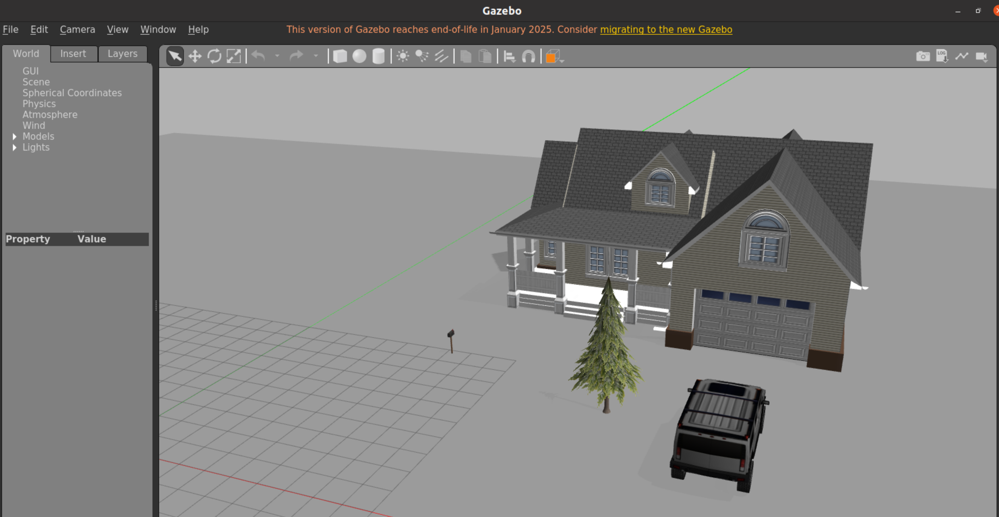 Gazebo
File Edit Camera View Window Help
This version of Gazebo reaches end-of-life in January 2025. Consider migrating to the new Gazebo
World Insert Layers
LOG
GUI
Scene
Spherical Coordinates
Physics
Atmosphere
Wind
Models
Lights
Property Value